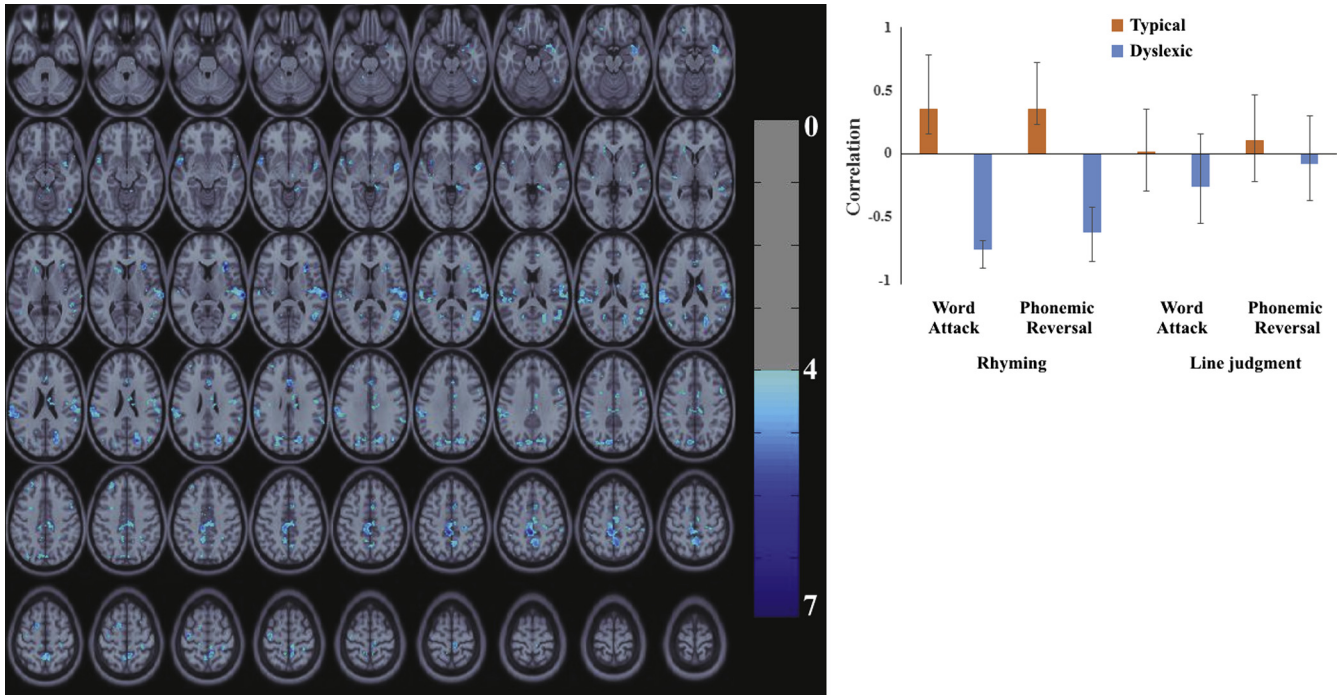 0
4
7
Typical
Dyslexic
Correlation
1
0.5
0
-0.5
-1
Word Attack
Phonemic Reversal
Word Attack
Phonemic Reversal
Rhyming
Line judgment